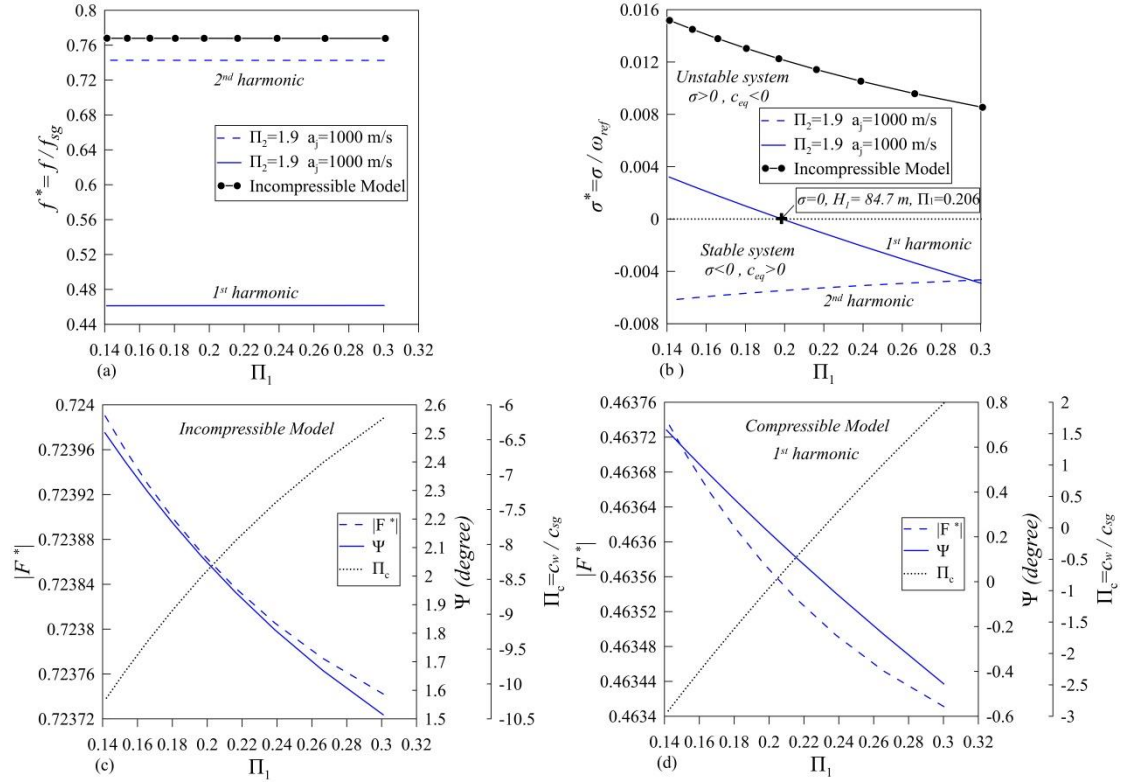 0.8
0.76
0.72
0.68
0.64
0.6
0.56
0.52
0.48
0.44
f*= f / fsg
2nd harmonic
Π2=1.9 aj=1000 m/s
Π2=1.9 aj=1000 m/s
Incompressible Model
1st harmonic
0.14 0.16 0.18 0.2 0.22 0.24 0.26 0.28 0.3 0.32
(a)
Π1
0.016
0.012
0.008
0.004
0
-0.004
-0.008
σ*=σ / ωref
Unstable system
σ>0 , ceq<0
Π2=1.9 aj=1000 m/s
Π2=1.9 aj=1000 m/s
Incompressible Model
σ=0, H1= 84.7 m, Π1=0.206
1st harmonic
Stable system
σ<0 , ceq>0
2nd harmonic
0.14 0.16 0.18 0.2 0.22 0.24 0.26 0.28 0.3
(b )
Π1
0.724
0.72396
0.72392
0.72388
0.72384
0.7238
0.72376
0.72372
|F*|
Incompressible Model
|F*|
Ψ
Πc
2.6
2.5
2.4
2.3
2.2
2.1
2
1.9
1.8
1.7
1.6
1.5
Ψ (degree)
-6
-6.5
-7
-7.5
-8
-8.5
-9
-9.5
-10
-10.5
Πc=cw / csg
0.14 0.16 0.18 0.2 0.22 0.24 0.26 0.28 0.3 0.32
(c)
Π1
0.46376
0.46372
0.46368
0.46364
0.4636
0.46356
0.46352
0.46348
0.46344
0.4634
|F*|
Compressible Model
1st harmonic
|F*|
Ψ
Πc
0.8
0.6
0.4
0.2
0
-0.2
-0.4
-0.6
Ψ (degree)
2
1.5
1
0.5
0
-0.5
-1
-1.5
-2
-2.5
-3
Πc=cw / csg
0.14 0.16 0.18 0.2 0.22 0.24 0.26 0.28 0.3 0.32
(d)
Π1